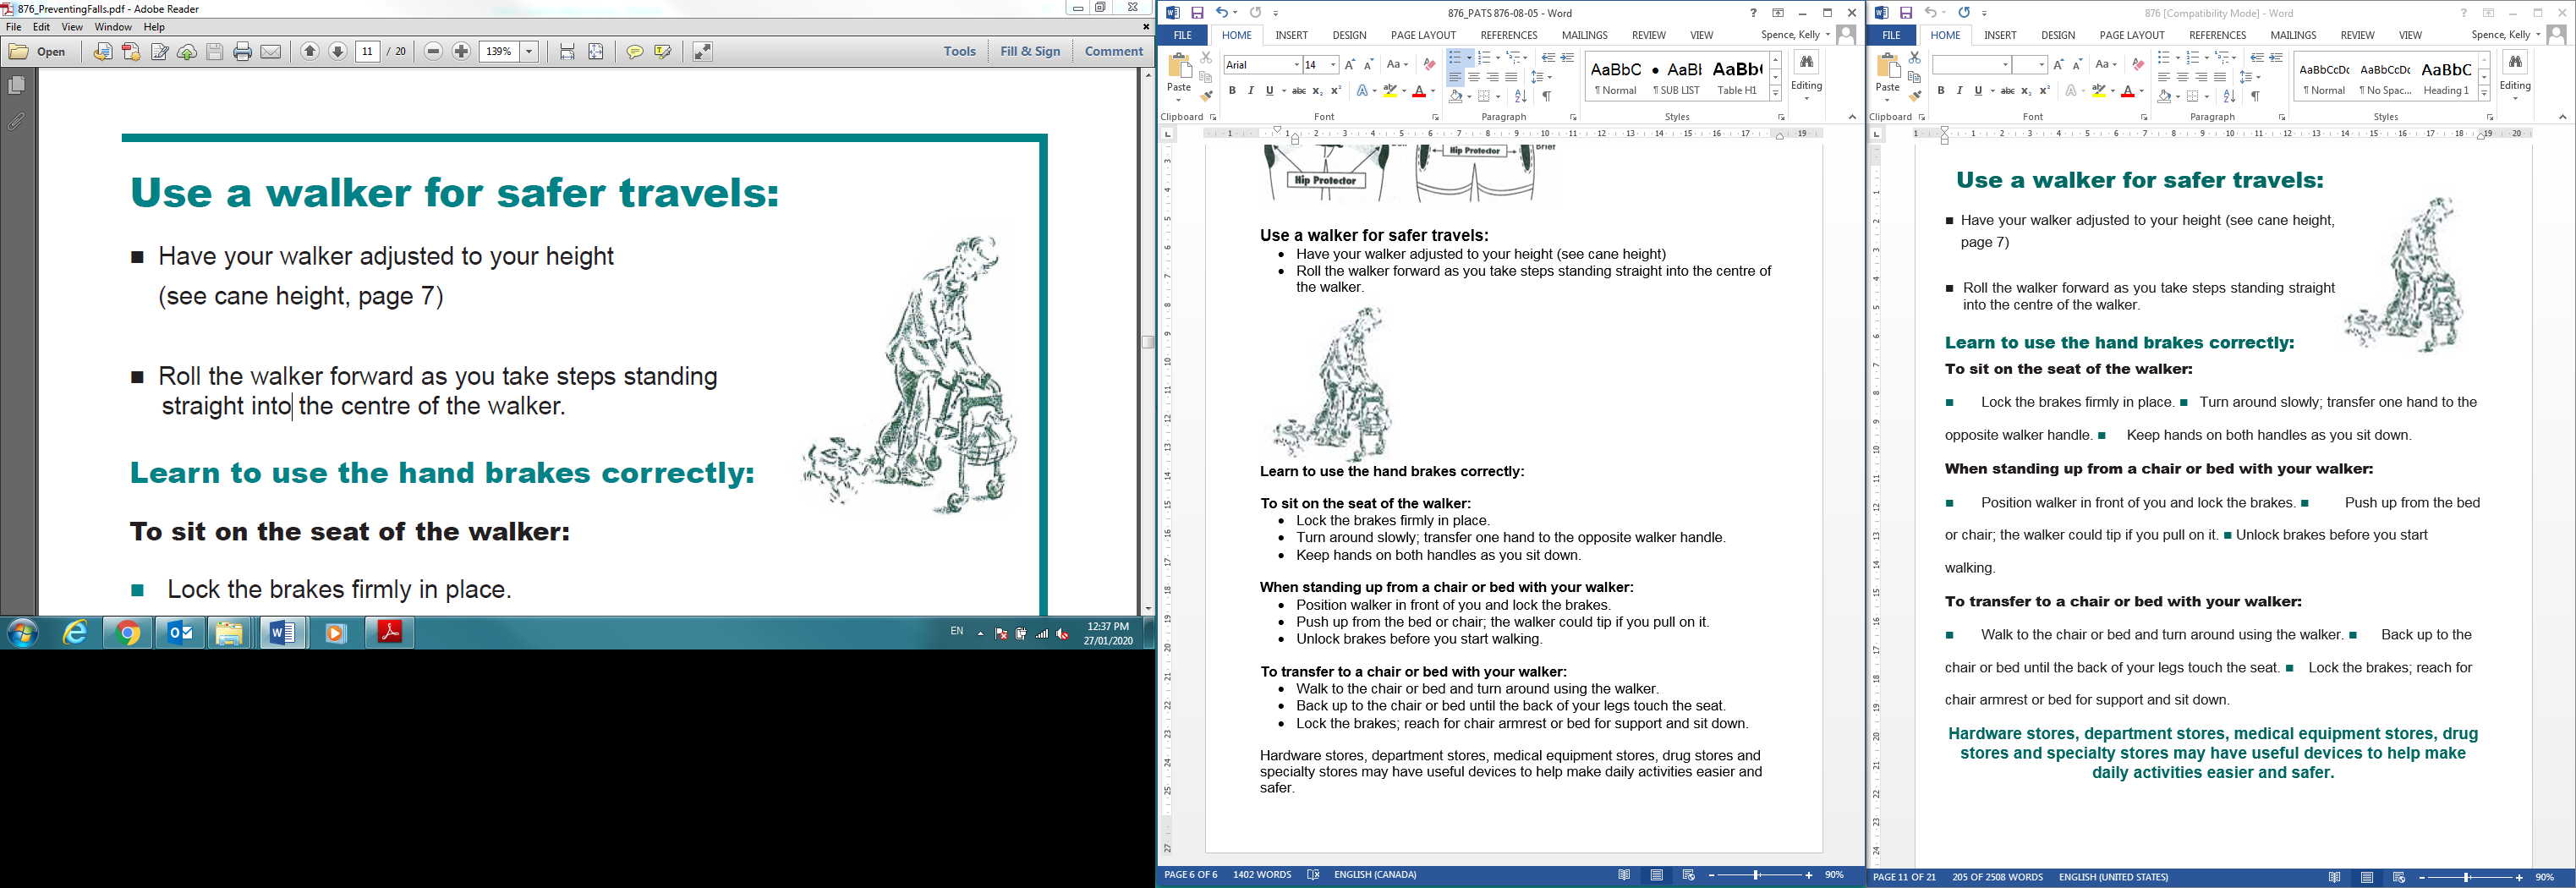 876_PreventingFalls.pdf - Adobe Reader
File Edit View Window Help
Open 11 / 20 139% Tools Fill & Sign Comment
Use a walker for safer travels:
■ Have your walker adjusted to your height
(see cane height, page 7)
■ Roll the walker forward as you take steps standing
straight into the centre of the walker.
Learn to use the hand brakes correctly:
To sit on the seat of the walker:
■ Lock the brakes firmly in place.
EN 12:37 PM
27/01/2020
876_PATS 876-08-05 - Word
FILE HOME INSERT DESIGN PAGE LAYOUT REFERENCES MAILINGS REVIEW VIEW Spence, Kelly
Arial 14
Paste
AaBbC AaBl AaBb(
¶ Normal ¶ SUB LIST Table H1
Editing
Clipboard Font Paragraph Styles
Hip Protector
Hip Protector
Brief
Use a walker for safer travels:
• Have your walker adjusted to your height (see cane height)
• Roll the walker forward as you take steps standing straight into the centre of
the walker.
Learn to use the hand brakes correctly:
To sit on the seat of the walker:
• Lock the brakes firmly in place.
• Turn around slowly; transfer one hand to the opposite walker handle.
• Keep hands on both handles as you sit down.
When standing up from a chair or bed with your walker:
• Position walker in front of you and lock the brakes.
• Push up from the bed or chair; the walker could tip if you pull on it.
• Unlock brakes before you start walking.
To transfer to a chair or bed with your walker:
• Walk to the chair or bed and turn around using the walker.
• Back up to the chair or bed until the back of your legs touch the seat.
• Lock the brakes; reach for chair armrest or bed for support and sit down.
Hardware stores, department stores, medical equipment stores, drug stores and
specialty stores may have useful devices to help make daily activities easier and
safer.
PAGE 6 OF 6 1402 WORDS ENGLISH (CANADA) 90%
876 [Compatibility Mode] - Word
FILE HOME INSERT DESIGN PAGE LAYOUT REFERENCES MAILINGS REVIEW VIEW Spence, Kelly
Paste
AaBbCcDc AaBbCcDc AaBbC
¶ Normal ¶ No Spac... Heading 1
Editing
Clipboard Font Paragraph Styles
Use a walker for safer travels:
■ Have your walker adjusted to your height (see cane height,
page 7)
■ Roll the walker forward as you take steps standing straight
into the centre of the walker.
Learn to use the hand brakes correctly:
To sit on the seat of the walker:
■ Lock the brakes firmly in place. ■ Turn around slowly; transfer one hand to the
opposite walker handle. ■ Keep hands on both handles as you sit down.
When standing up from a chair or bed with your walker:
■ Position walker in front of you and lock the brakes. ■ Push up from the bed
or chair; the walker could tip if you pull on it. ■ Unlock brakes before you start
walking.
To transfer to a chair or bed with your walker:
■ Walk to the chair or bed and turn around using the walker. ■ Back up to the
chair or bed until the back of your legs touch the seat. ■ Lock the brakes; reach for
chair armrest or bed for support and sit down.
Hardware stores, department stores, medical equipment stores, drug
stores and specialty stores may have useful devices to help make
daily activities easier and safer.
PAGE 11 OF 21 205 OF 2508 WORDS ENGLISH (UNITED STATES) 90%